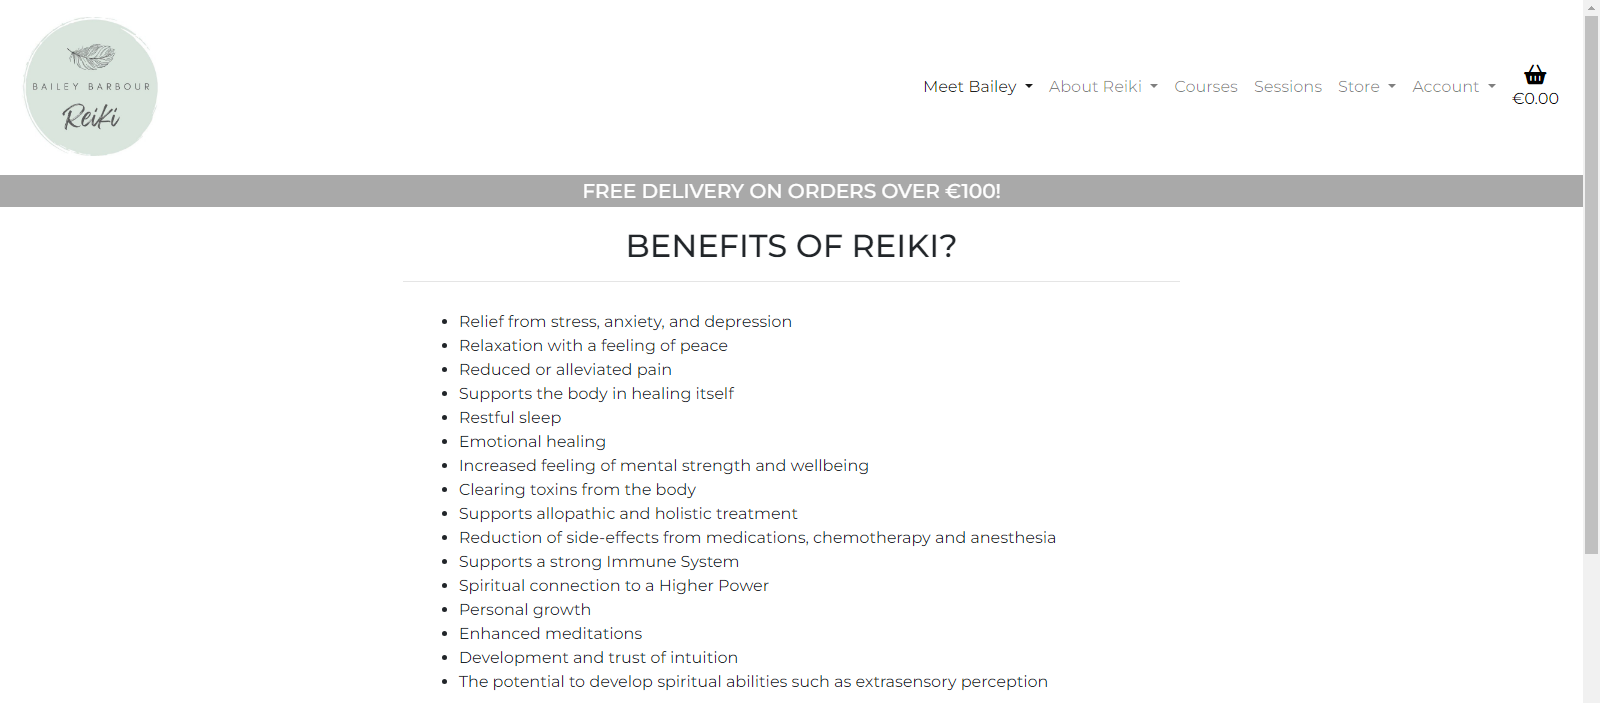 BAILEY BARBOUR
Reiki
Meet Bailey About Reiki Courses Sessions Store Account
€0.00
FREE DELIVERY ON ORDERS OVER €100!
BENEFITS OF REIKI?
• Relief from stress, anxiety, and depression
• Relaxation with a feeling of peace
• Reduced or alleviated pain
• Supports the body in healing itself
• Restful sleep
• Emotional healing
• Increased feeling of mental strength and wellbeing
• Clearing toxins from the body
• Supports allopathic and holistic treatment
• Reduction of side-effects from medications, chemotherapy and anesthesia
• Supports a strong Immune System
• Spiritual connection to a Higher Power
• Personal growth
• Enhanced meditations
• Development and trust of intuition
• The potential to develop spiritual abilities such as extrasensory perception